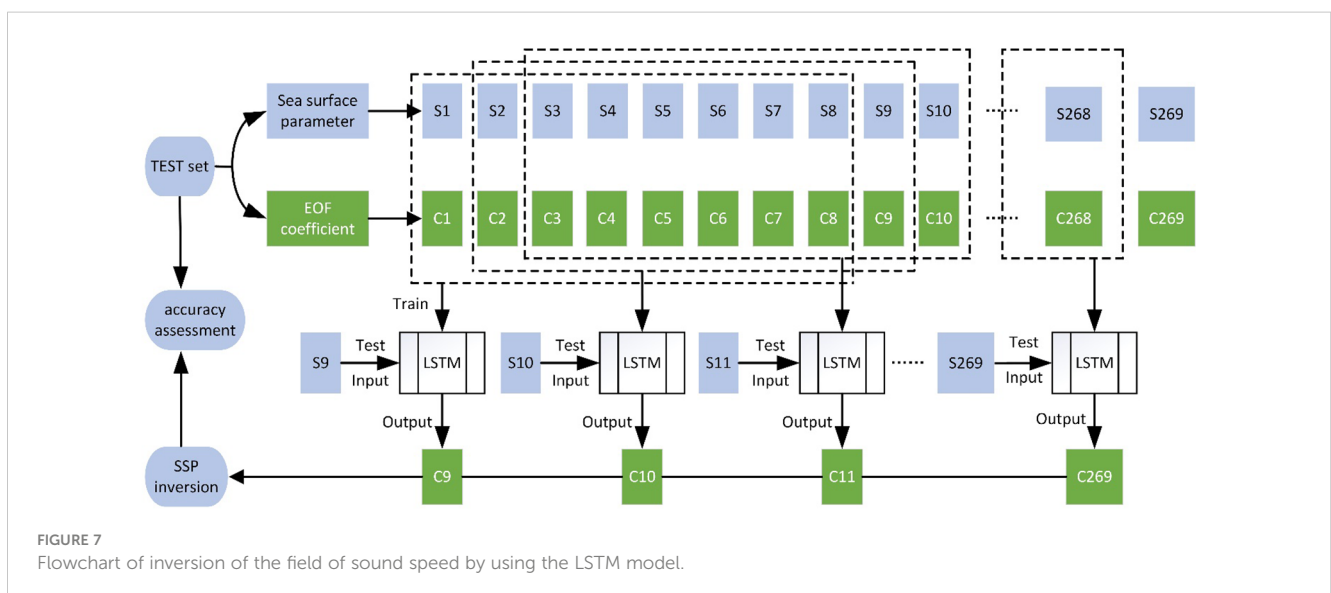 Sea surface
parameter
S1 S2 S3 S4 S5 S6 S7 S8 S9 S10 ...... S268 S269
TEST set
EOF
coefficient
C1 C2 C3 C4 C5 C6 C7 C8 C9 C10 ...... C268 C269
accuracy
assessment
Train
S9 Test LSTM S10 Test LSTM S11 Test LSTM ...... S269 Test LSTM
Input Input Input Input
Output Output Output Output
SSP
inversion
C9 C10 C11 C269
FIGURE 7
Flowchart of inversion of the field of sound speed by using the LSTM model.